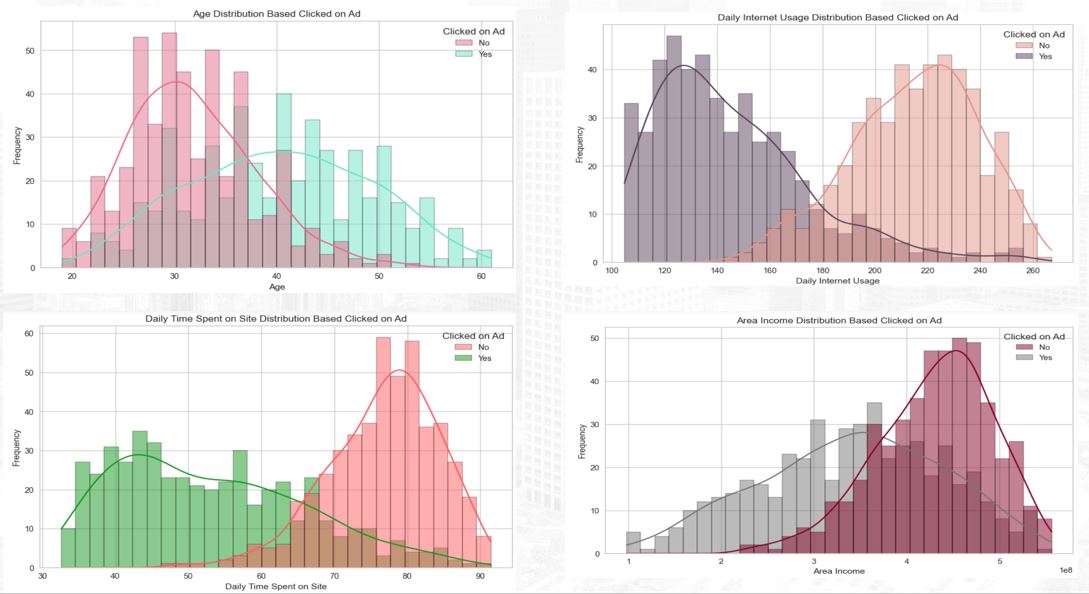 Age Distribution Based Clicked on Ad
Clicked on Ad
No
Yes
50
40
30
20
10
0
Frequency
20 30 40 50 60
Age
Daily Internet Usage Distribution Based Clicked on Ad
Clicked on Ad
No
Yes
40
30
20
10
0
Frequency
100 120 140 160 180 200 220 240 260
Daily Internet Usage
Daily Time Spent on Site Distribution Based Clicked on Ad
Clicked on Ad
No
Yes
60
50
40
30
20
10
0
Frequency
30 40 50 60 70 80 90
Daily Time Spent on Site
Area Income Distribution Based Clicked on Ad
Clicked on Ad
No
Yes
50
40
30
20
10
0
Frequency
1 2 3 4 5
1e8
Area Income